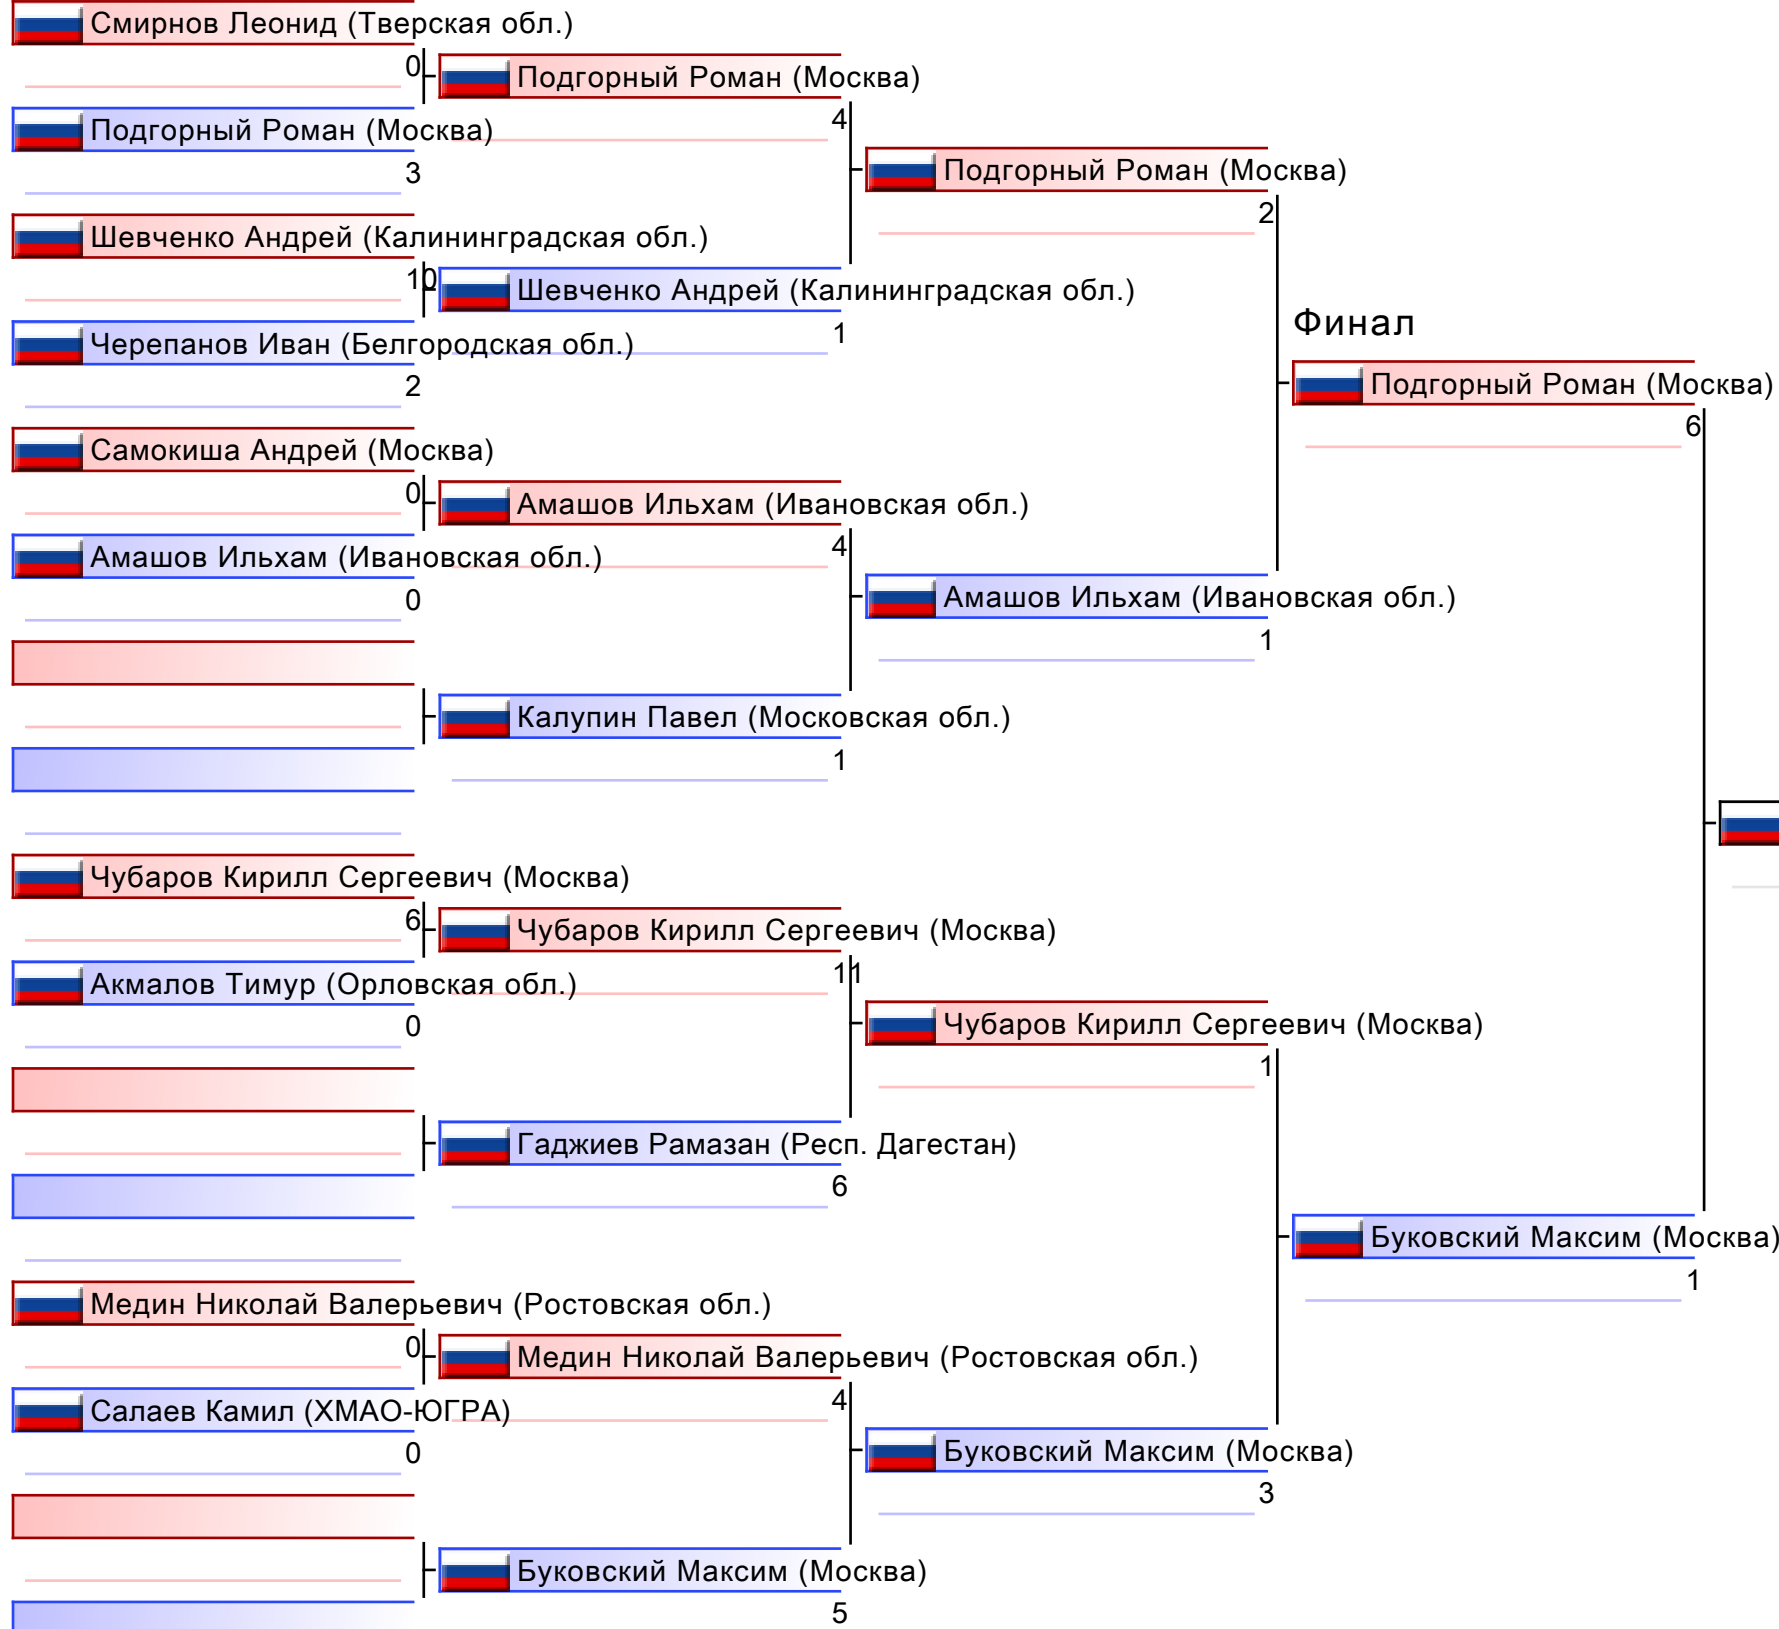 Смирнов Леонид (Тверская обл.)
0
Подгорный Роман (Москва)
Подгорный Роман (Москва)
4
3
Подгорный Роман (Москва)
2
Шевченко Андрей (Калининградская обл.)
10
Шевченко Андрей (Калининградская обл.)
1
Финал
Черепанов Иван (Белгородская обл.)
2
Подгорный Роман (Москва)
6
Самокиша Андрей (Москва)
0
Амашов Ильхам (Ивановская обл.)
4
Амашов Ильхам (Ивановская обл.)
0
Амашов Ильхам (Ивановская обл.)
1
Калупин Павел (Московская обл.)
1
Чубаров Кирилл Сергеевич (Москва)
6
Чубаров Кирилл Сергеевич (Москва)
11
Акмалов Тимур (Орловская обл.)
0
Чубаров Кирилл Сергеевич (Москва)
1
Гаджиев Рамазан (Респ. Дагестан)
6
Буковский Максим (Москва)
1
Медин Николай Валерьевич (Ростовская обл.)
0
Медин Николай Валерьевич (Ростовская обл.)
4
Салаев Камил (ХМАО-ЮГРА)
0
Буковский Максим (Москва)
3
Буковский Максим (Москва)
5